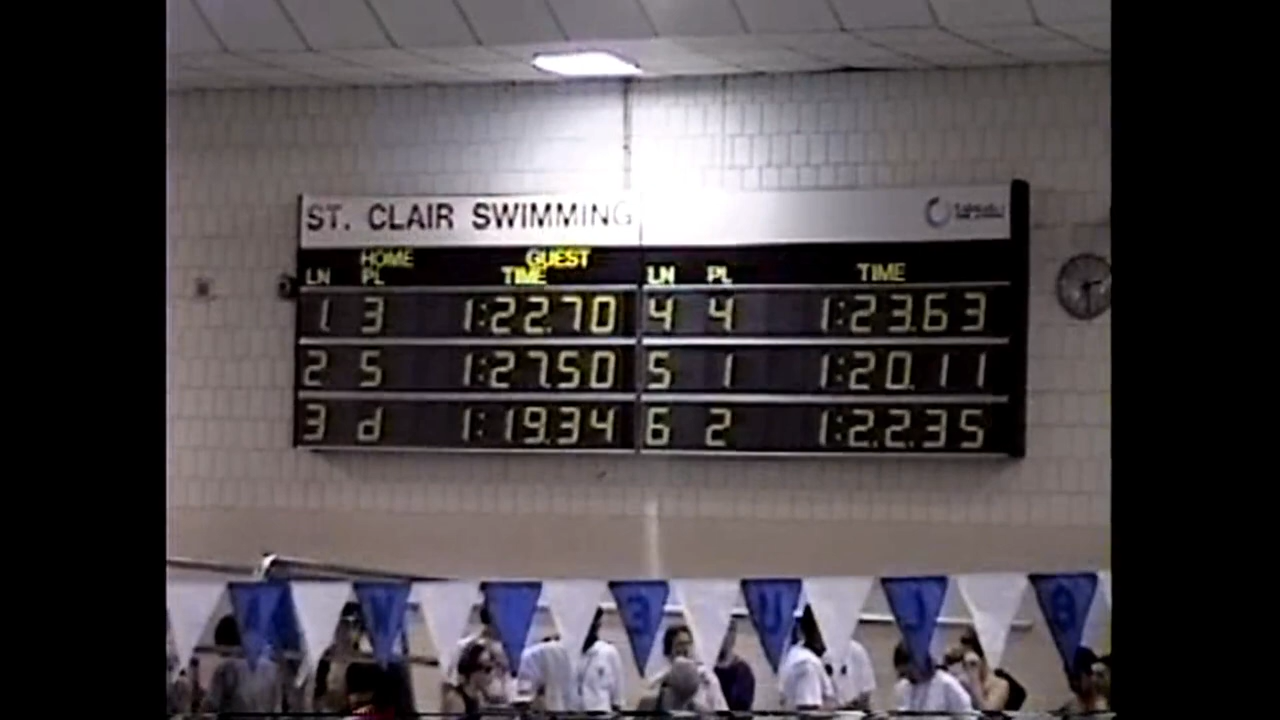 ST. CLAIR SWIMMING
HOME GUEST
LN PL TIME LN PL TIME
1 3 1:22.70 4 4 1:23.63
2 5 1:27.50 5 1 1:20.11
3 d 1:19.34 6 2 1:22.35